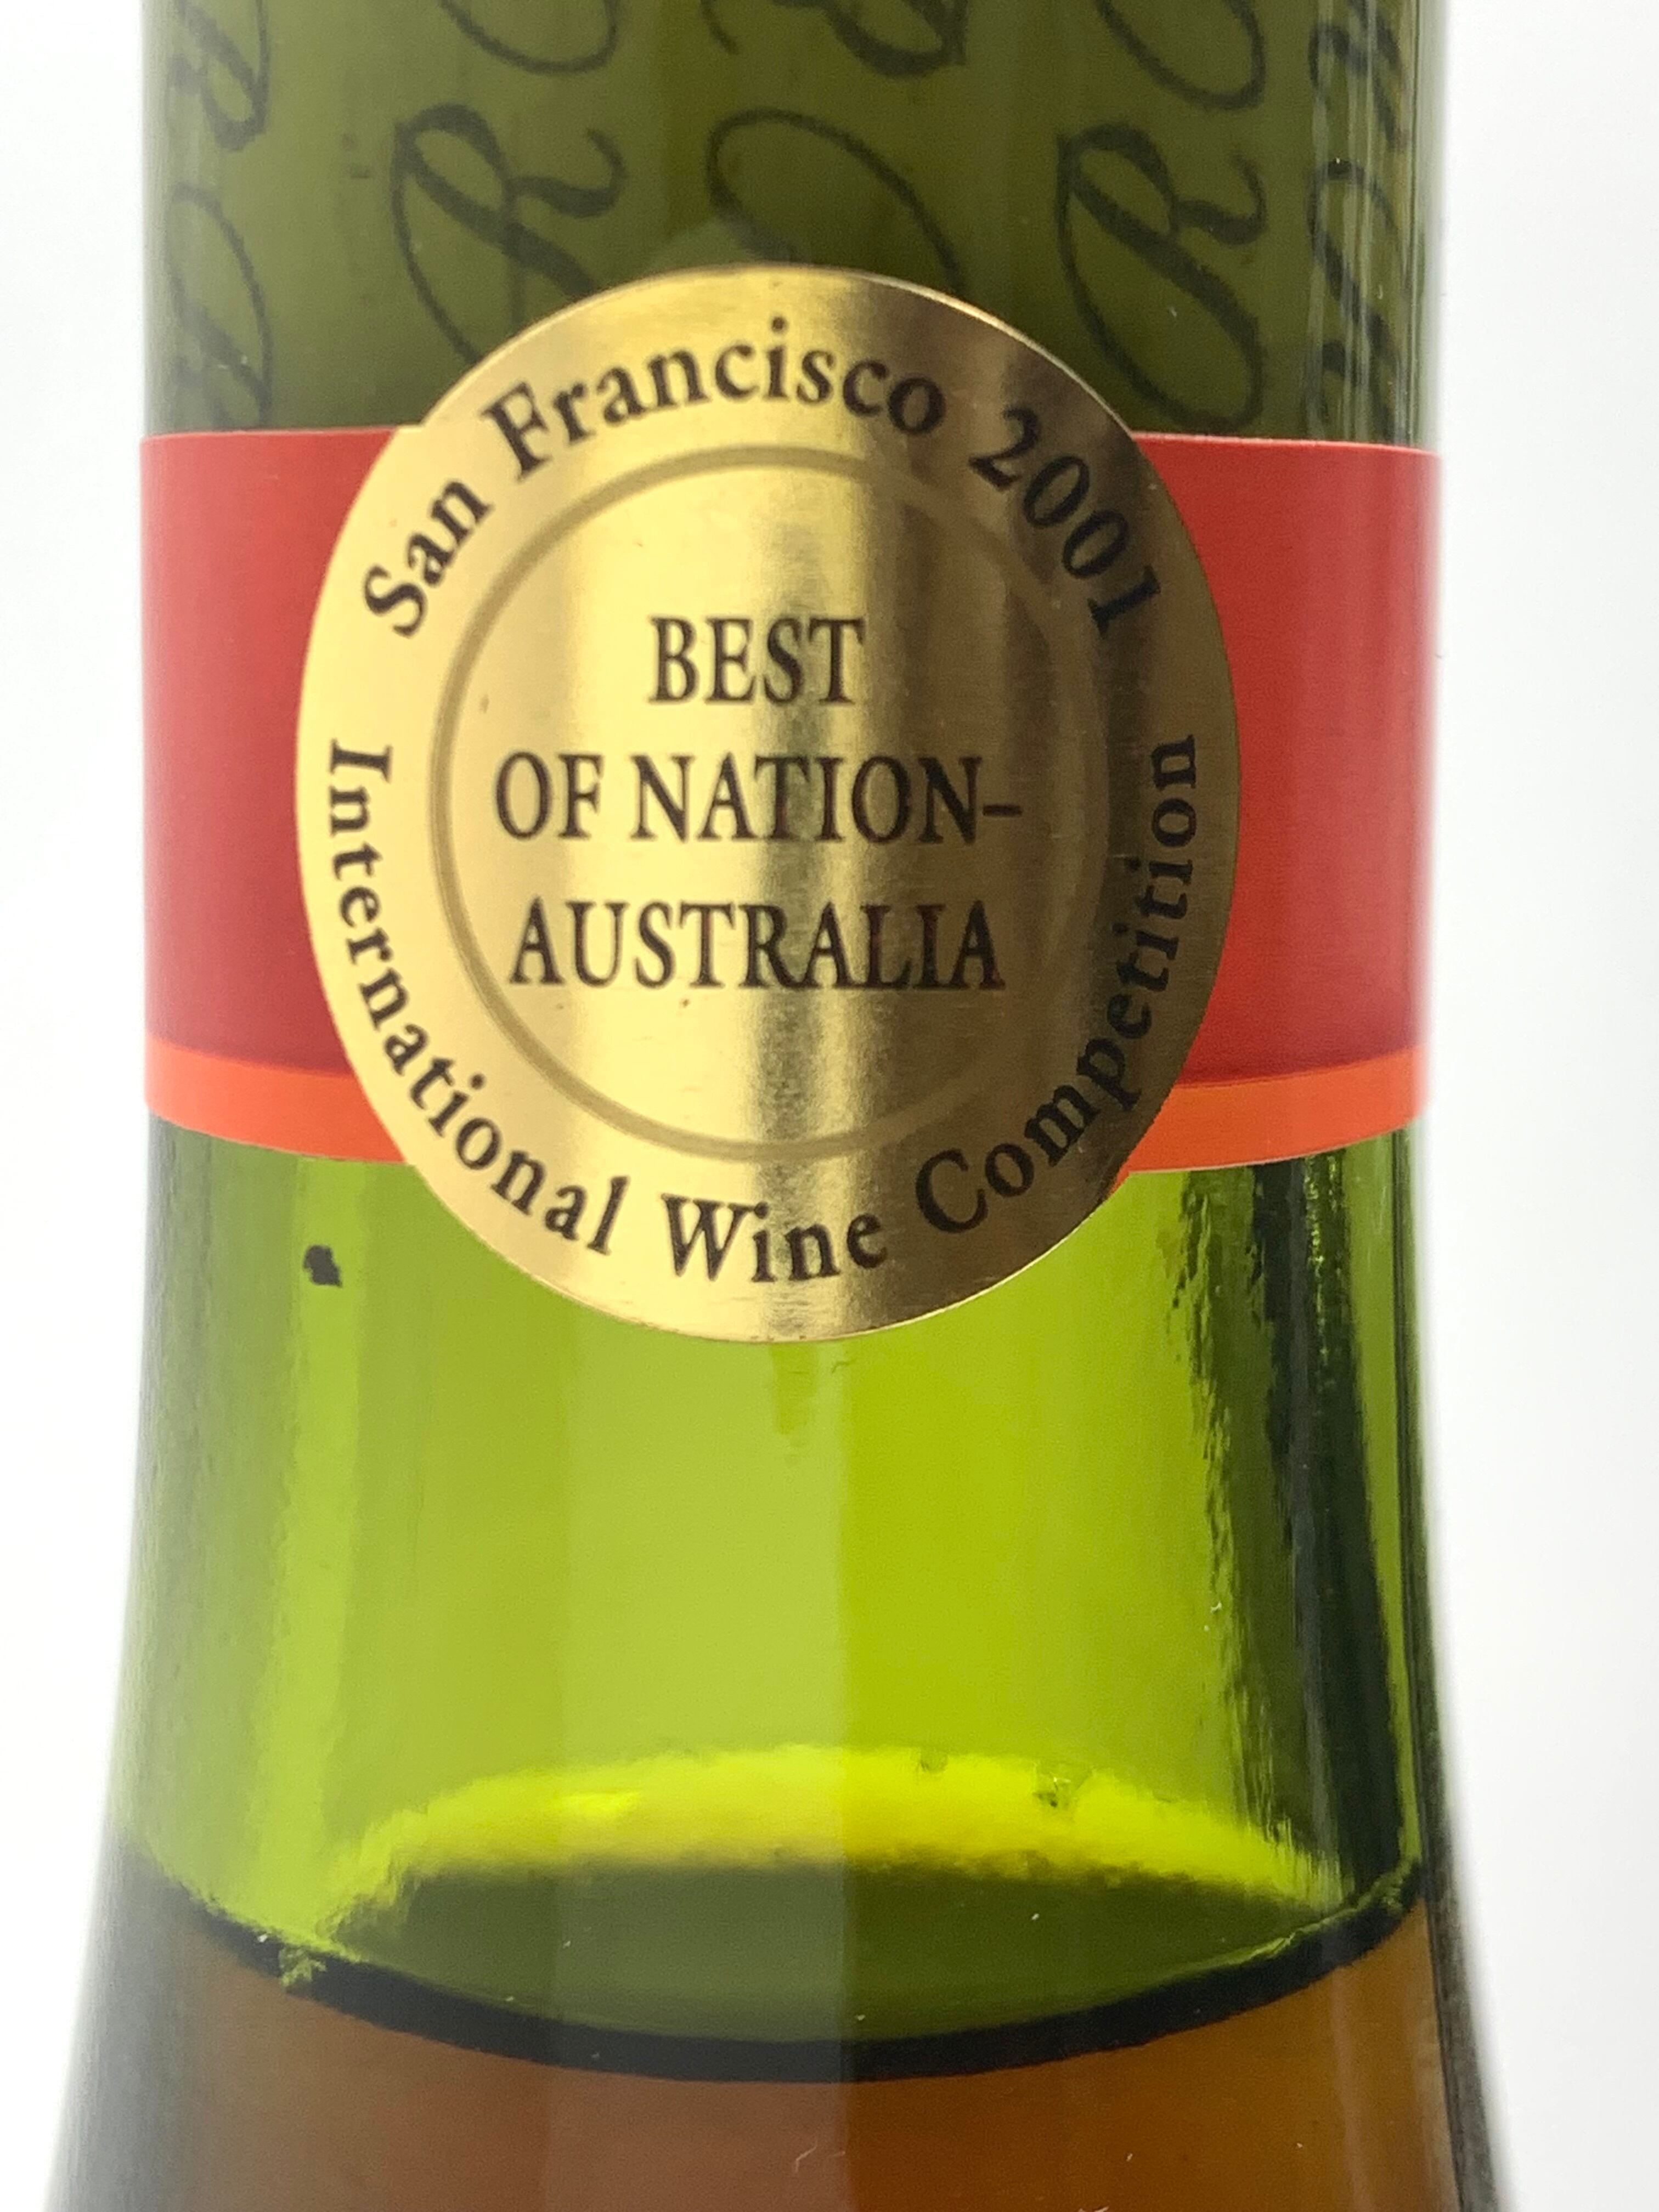 San Francisco 2001
BEST
OF NATION–
AUSTRALIA
International Wine Competition